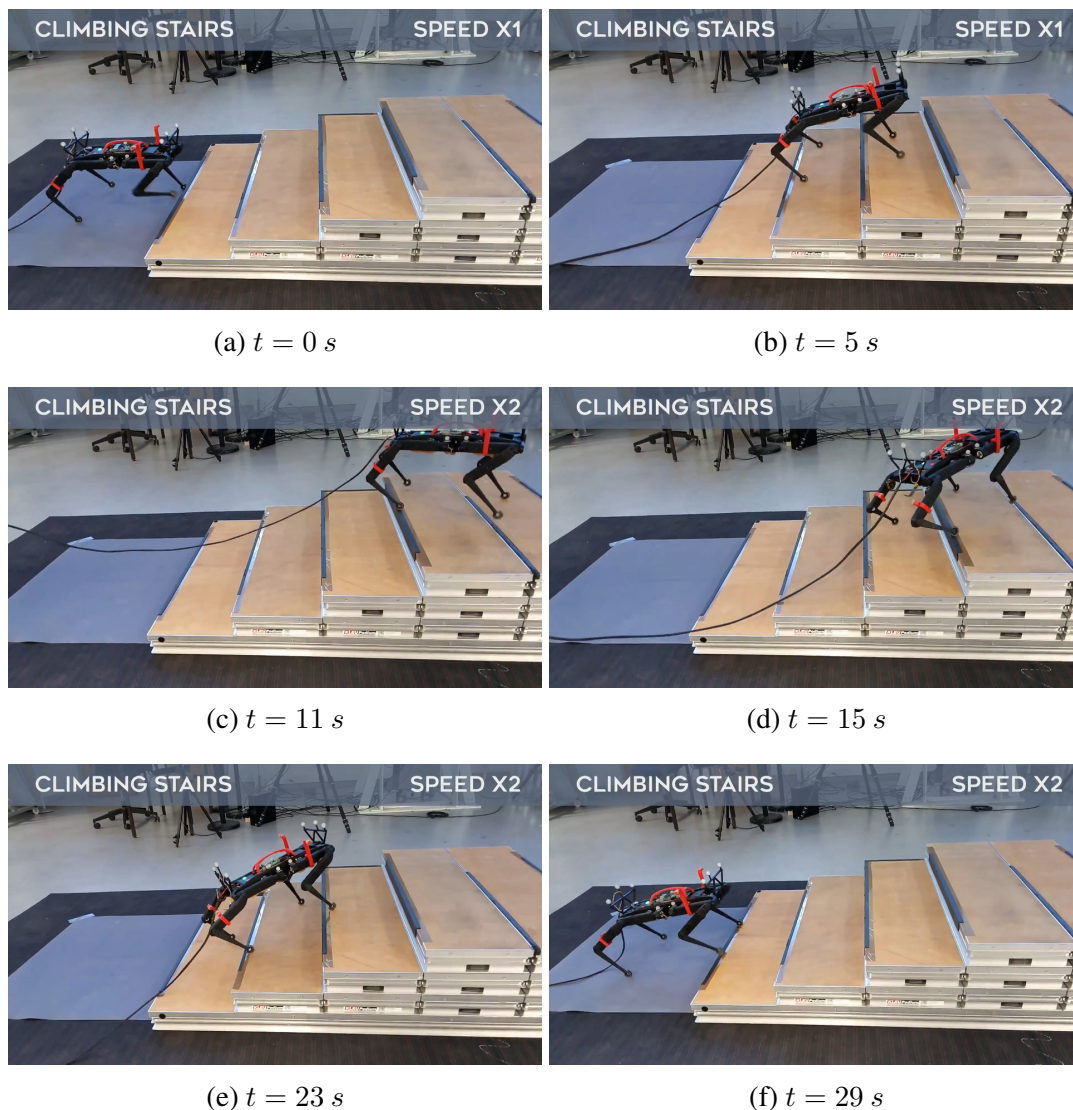 CLIMBING STAIRS SPEED X1
CLIMBING STAIRS SPEED X1
(a) t = 0 s
(b) t = 5 s
CLIMBING STAIRS SPEED X2
CLIMBING STAIRS SPEED X2
(c) t = 11 s
(d) t = 15 s
CLIMBING STAIRS SPEED X2
CLIMBING STAIRS SPEED X2
(e) t = 23 s
(f) t = 29 s